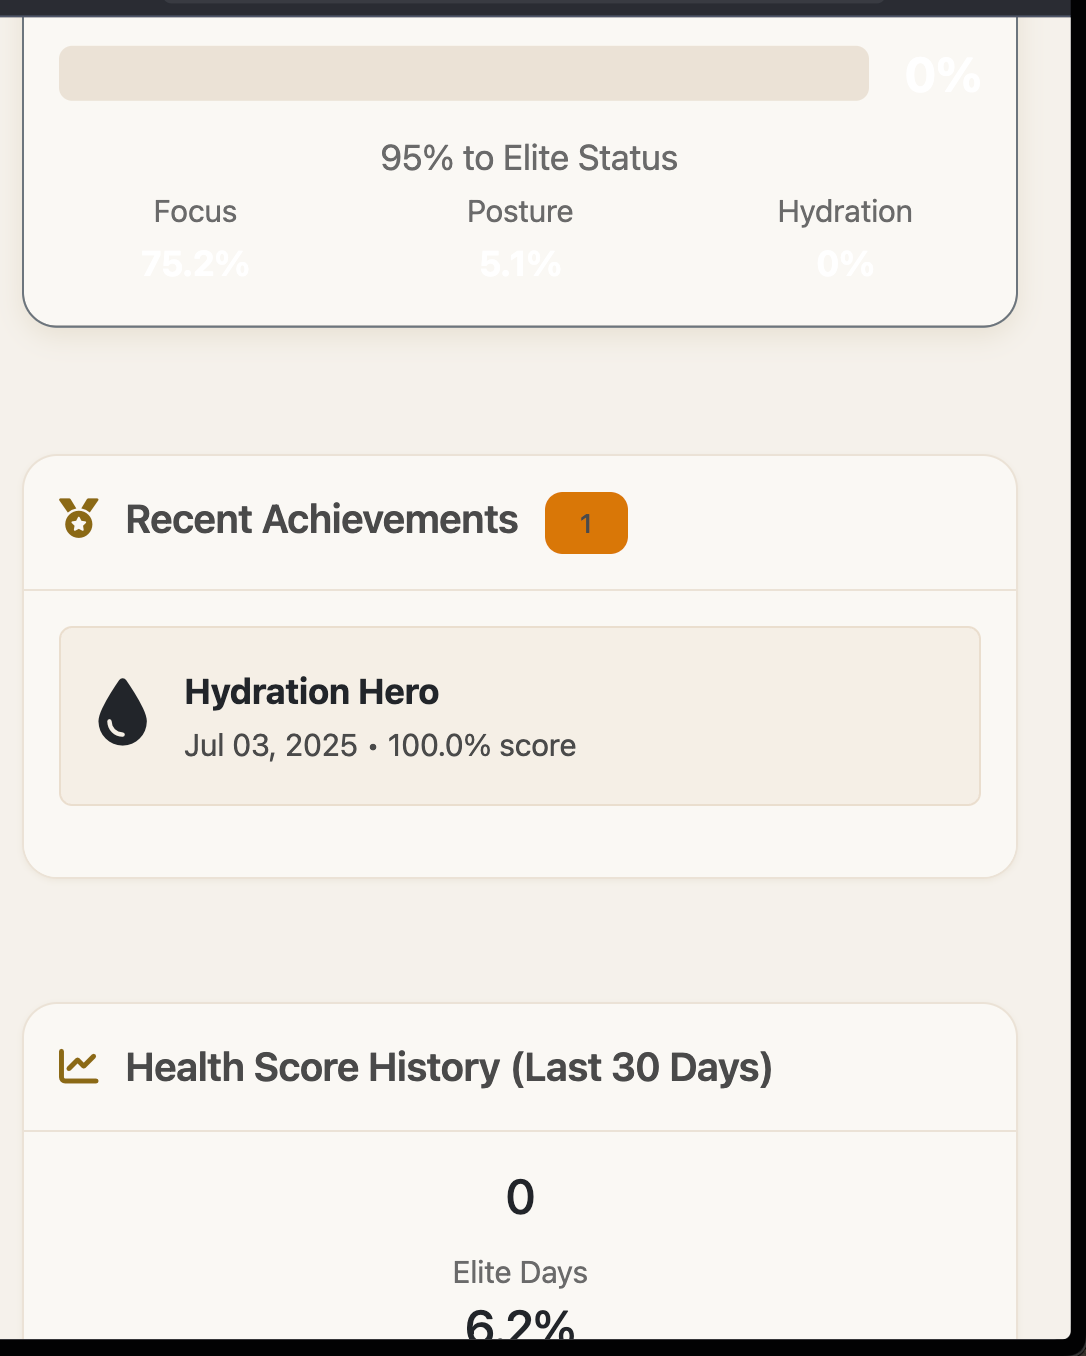 0%
95% to Elite Status
Focus Posture Hydration
75.2% 5.1% 0%
Recent Achievements 1
Hydration Hero
Jul 03, 2025 • 100.0% score
Health Score History (Last 30 Days)
0
Elite Days
6.2%